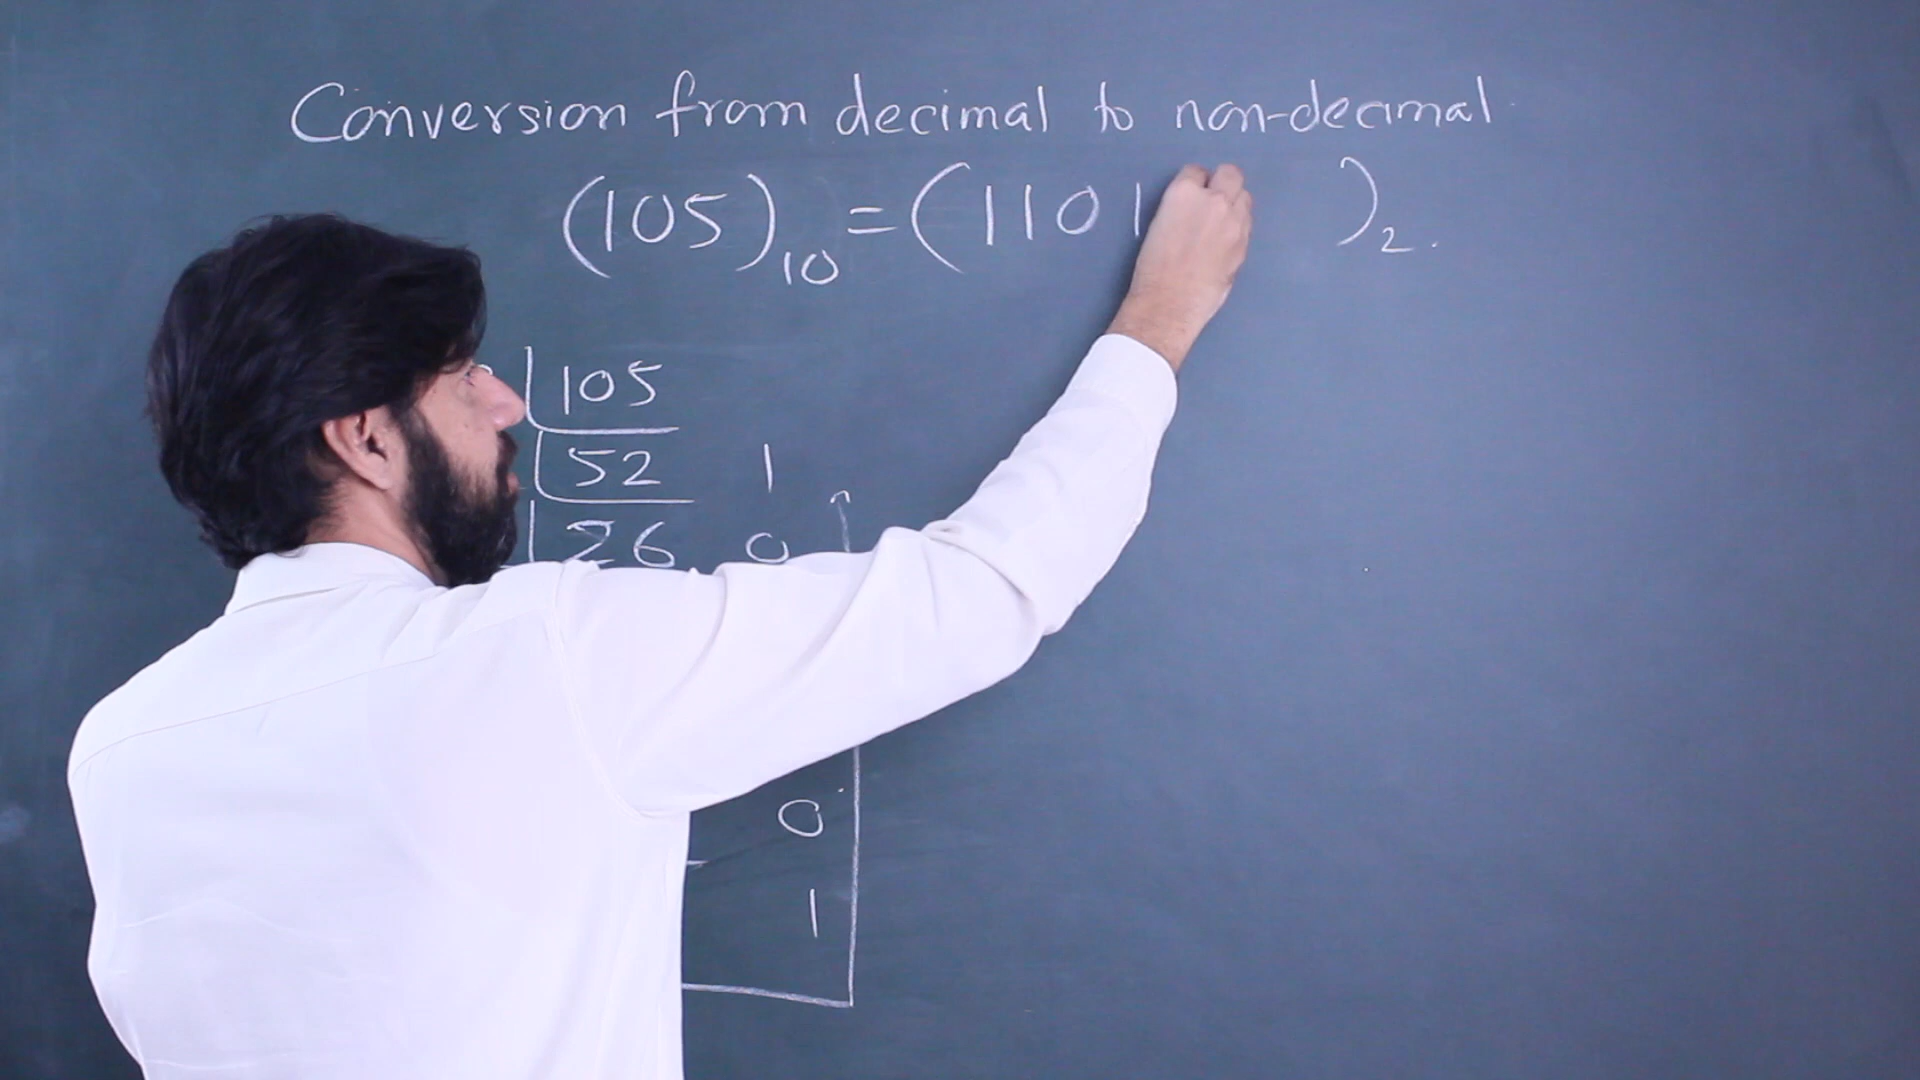 Conversion from decimal to non-decimal
(105)10 = (1101 )2.
105
52 1
26 0
0
1